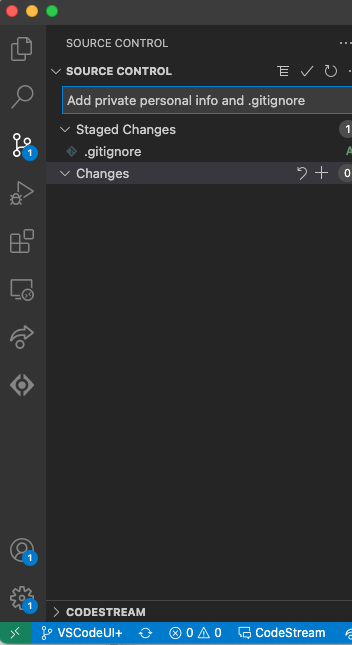 SOURCE CONTROL
SOURCE CONTROL
Add private personal info and .gitignore
Staged Changes 1
.gitignore A
Changes 0
1
1
1
CODESTREAM
VSCodeUI+ 0 0 CodeStream